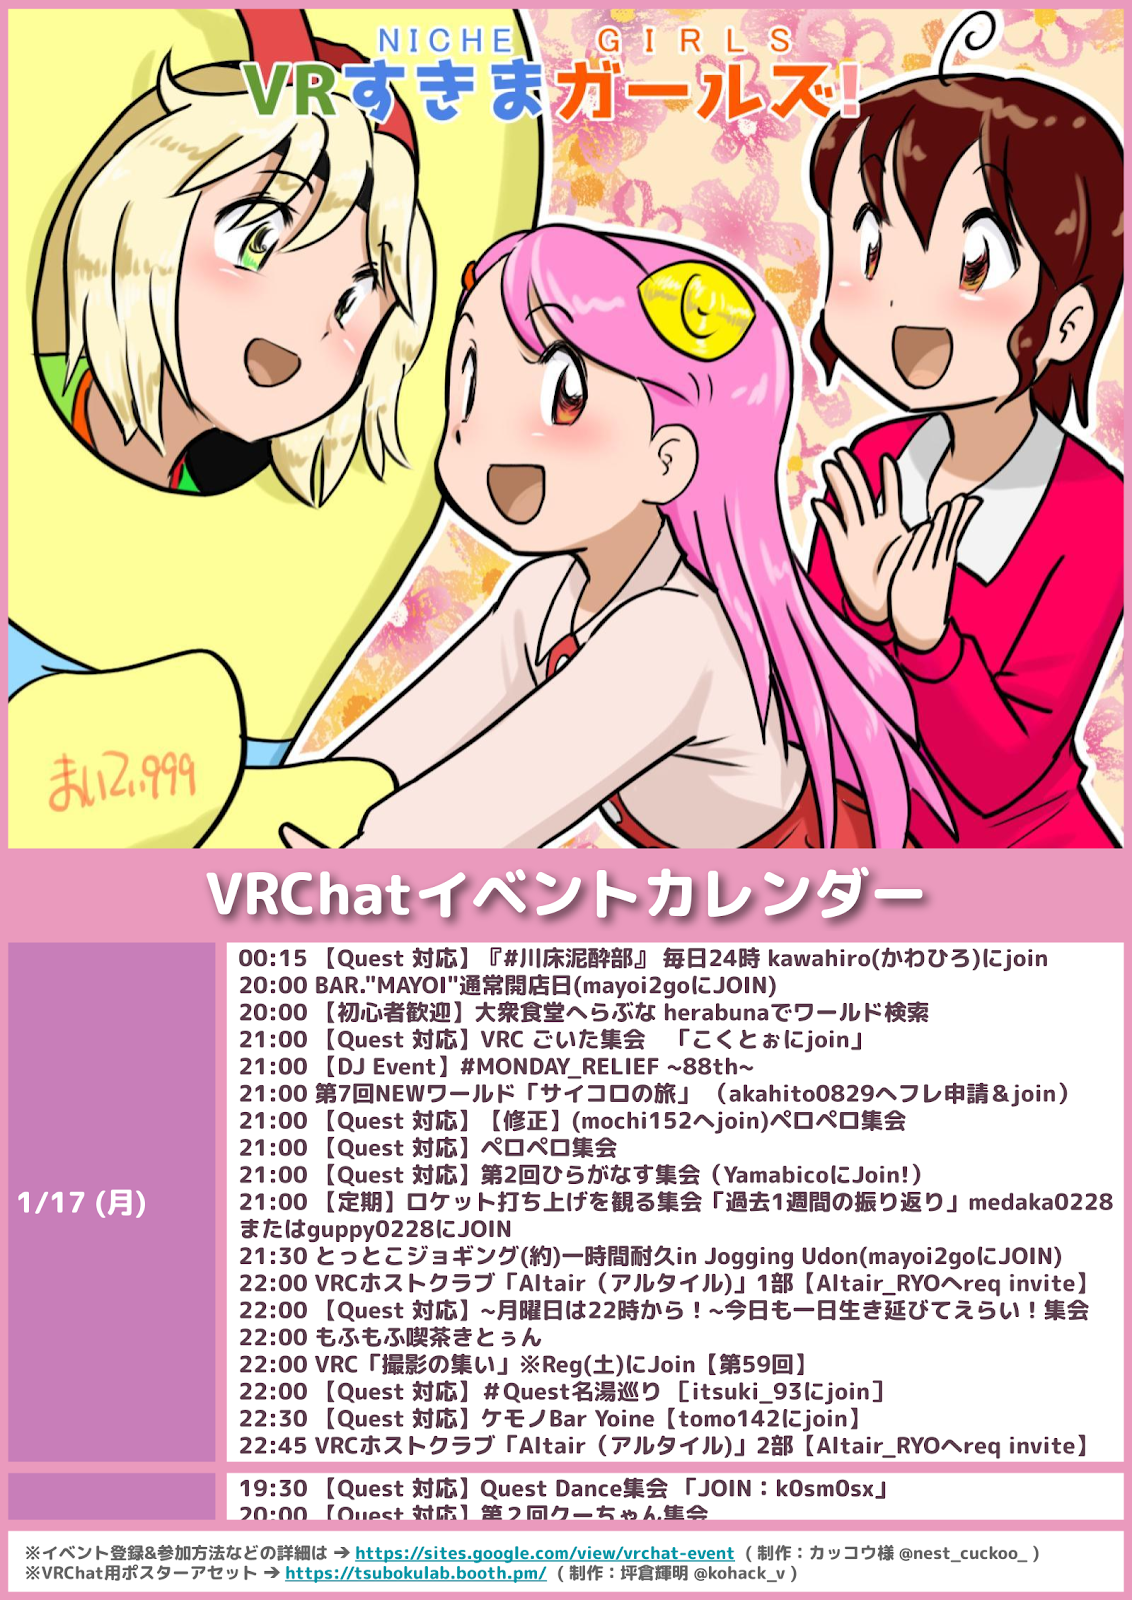 NICHE GIRLS
VRすきまガールズ!
まいてぃ999
VRChatイベントカレンダー
1/17 (月)
00:15 【Quest 対応】『#川床泥酔部』 毎日24時 kawahiro(かわひろ)にjoin
20:00 BAR."MAYOI"通常開店日(mayoi2goにJOIN)
20:00 【初心者歓迎】大衆食堂へらぶな herabunaでワールド検索
21:00 【Quest 対応】VRC ごいた集会　「こくとぉにjoin」
21:00 【DJ Event】#MONDAY_RELIEF ~88th~
21:00 第7回NEWワールド「サイコロの旅」（akahito0829へフレ申請＆join）
21:00 【Quest 対応】【修正】(mochi152へjoin)ペロペロ集会
21:00 【Quest 対応】ペロペロ集会
21:00 【Quest 対応】第2回ひらがなす集会（YamabicoにJoin!）
21:00 【定期】ロケット打ち上げを観る集会「過去1週間の振り返り」medaka0228
またはguppy0228にJOIN
21:30 とっとこジョギング(約)一時間耐久in Jogging Udon(mayoi2goにJOIN)
22:00 VRCホストクラブ「Altair（アルタイル)」1部【Altair_RYOへreq invite】
22:00 【Quest 対応】~月曜日は22時から！~今日も一日生き延びてえらい！集会
22:00 もふもふ喫茶きとぅん
22:00 VRC「撮影の集い」※Reg(土)にJoin【第59回】
22:00 【Quest 対応】＃Quest名湯巡り ［itsuki_93にjoin］
22:30 【Quest 対応】ケモノBar Yoine【tomo142にjoin】
22:45 VRCホストクラブ「Altair（アルタイル)」2部【Altair_RYOへreq invite】
19:30 【Quest 対応】Quest Dance集会 「JOIN：k0sm0sx」
20:00 【Quest 対応】第２回クーちゃん集会
※イベント登録&参加方法などの詳細は ➔ https://sites.google.com/view/vrchat-event ( 制作：カッコウ様 @nest_cuckoo_ )
※VRChat用ポスターアセット ➔ https://tsubokulab.booth.pm/ ( 制作：坪倉輝明 @kohack_v )